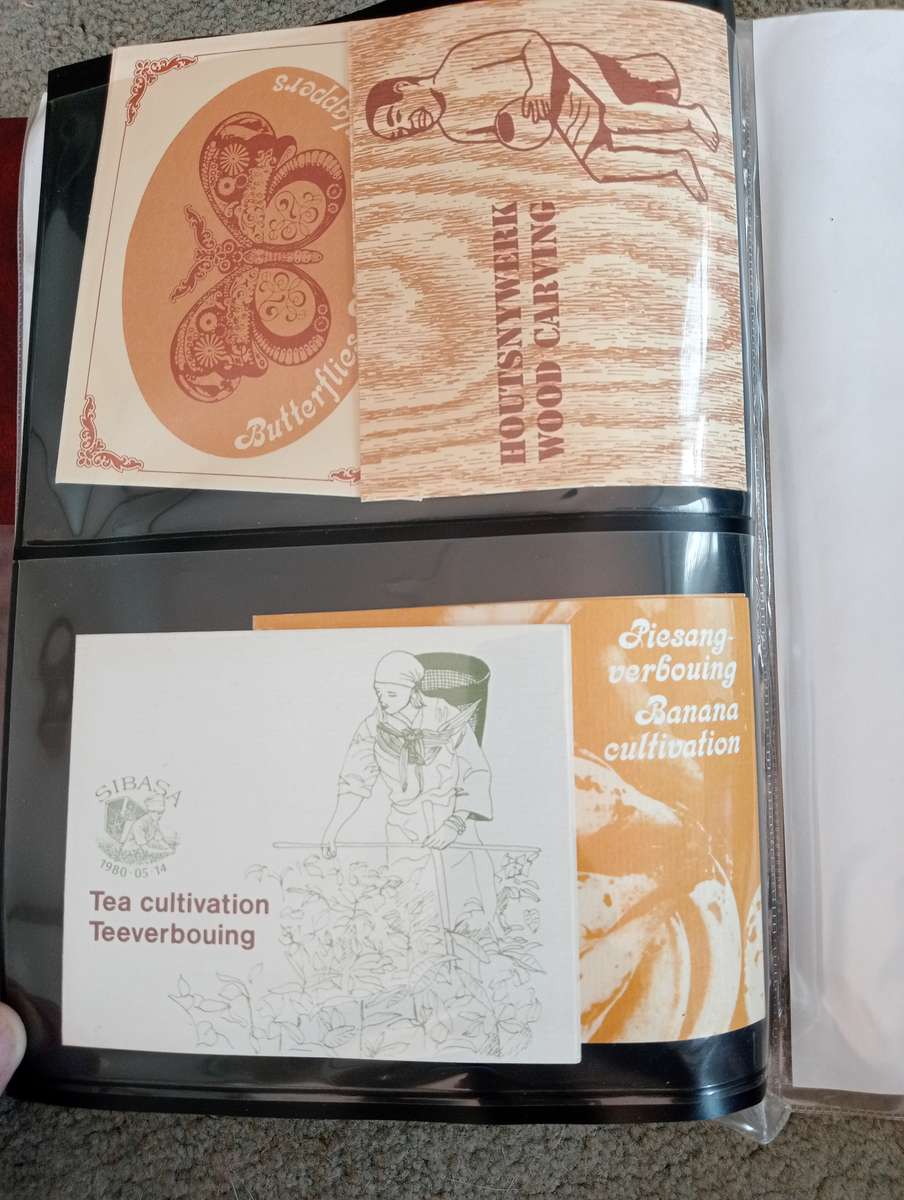 Butterflies
HOUTSNYWERK
WOOD CARVING
Piesang-
verbouing
Banana
cultivation
SIBASA
1980·05·14
Tea cultivation
Teeverbouing